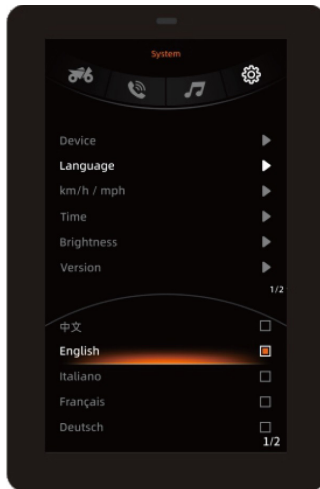 System
Device
Language
km/h / mph
Time
Brightness
Version
1/2
中文
English
Italiano
Français
Deutsch
1/2